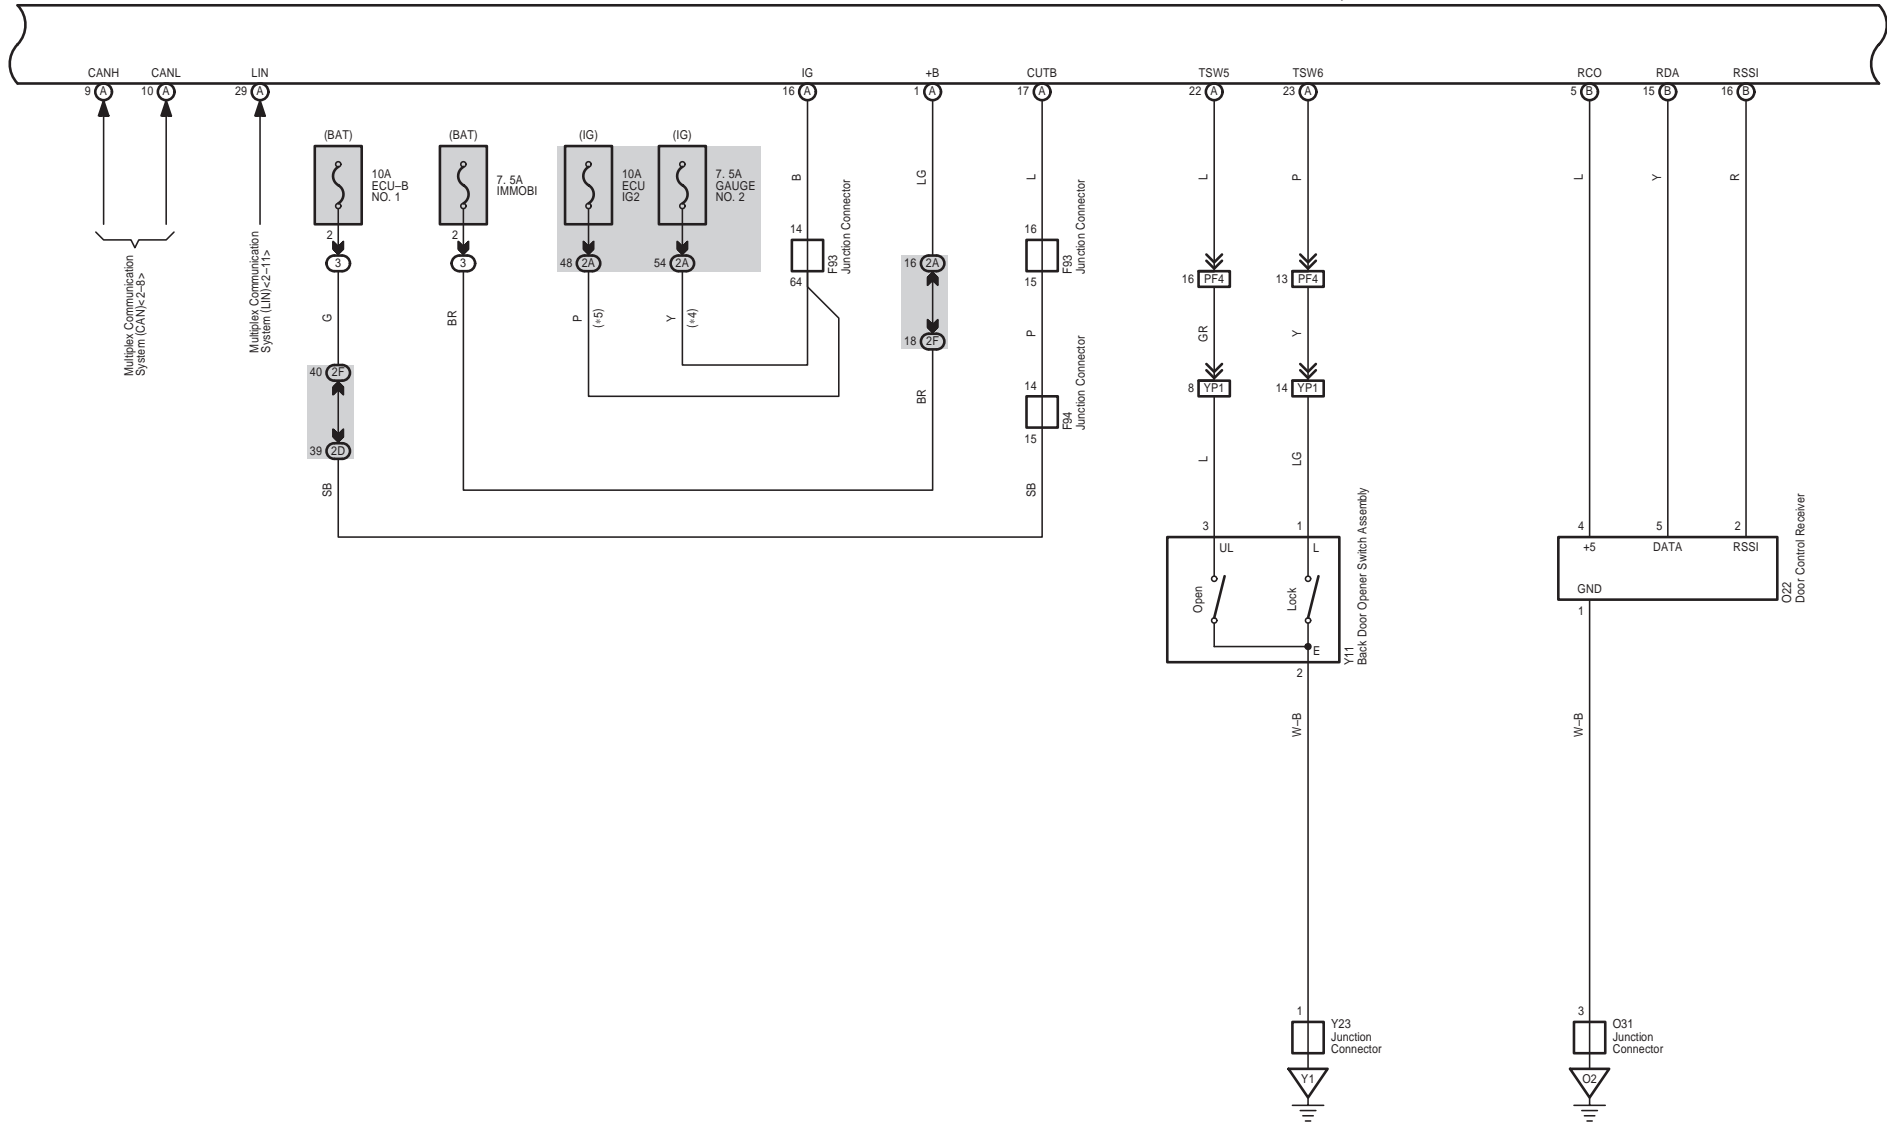 CANH CANL LIN IG +B CUTB TSW5 TSW6 RCO RDA RSSI
9 A 10 A 29 A 16 A 1 A 17 A 22 A 23 A 5 B 15 B 16 B
(BAT) (BAT) (IG) (IG)
10A
ECU–B
NO. 1
7. 5A
IMMOBI
10A
ECU
IG2
7. 5A
GAUGE
NO. 2
B LG L L P L Y R
2 2 14 16
3 3 48 2A 54 2A
F93
Junction Connector
16 2A
F93
Junction Connector
64 15
16 PF4 13 PF4
Multiplex Communication
System (CAN)<2–8>
Multiplex Communication
System (LIN)<2–11>
G BR P (*5) Y (*4) P GR Y
18 2F
40 2F
14
8 YP1 14 YP1
BR
F94
Junction Connector
39 2D
15
SB SB L LG
3 1 4 5 2
UL L +5 DATA RSSI
Open Lock
GND
E
Y11
Back Door Opener Switch Assembly
O22
Door Control Receiver
2 1
W–B W–B
1 3
Y23
Junction
Connector
O31
Junction
Connector
Y1 O2